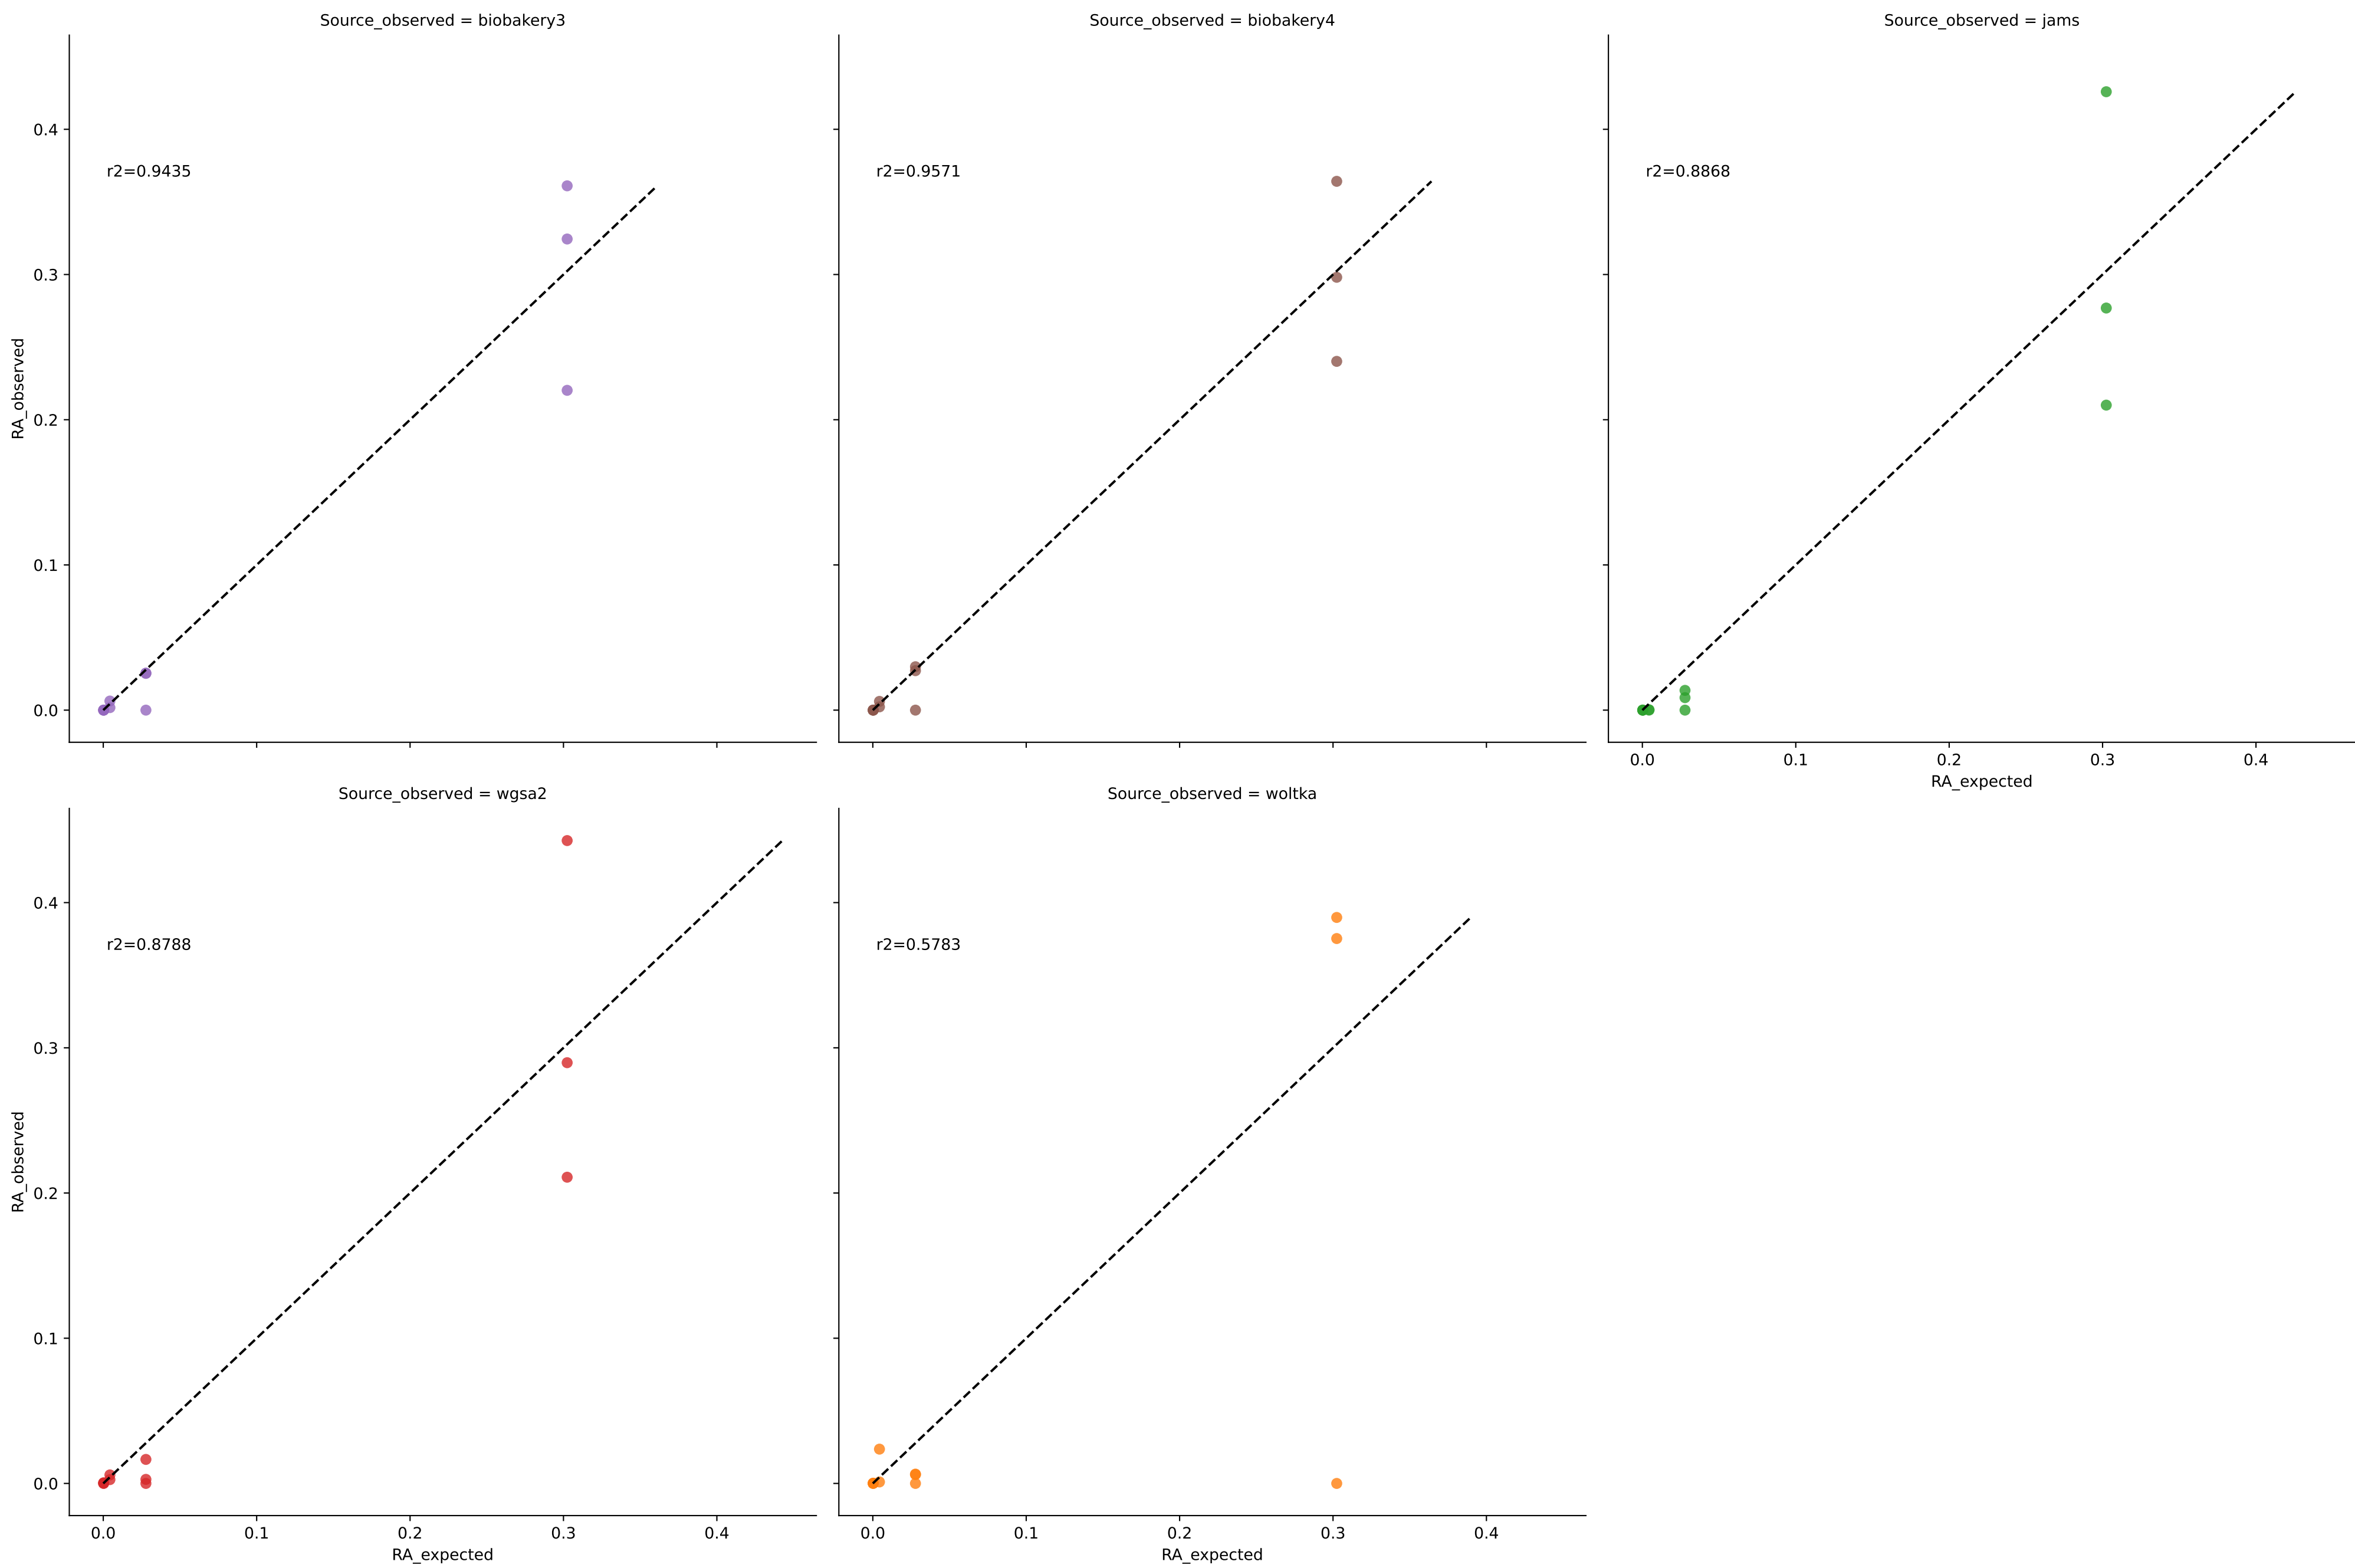 Source_observed = biobakery3
Source_observed = biobakery4
Source_observed = jams
RA_observed
0.4
0.3
0.2
0.1
0.0
r2=0.9435
r2=0.9571
r2=0.8868
0.0 0.1 0.2 0.3 0.4
RA_expected
Source_observed = wgsa2
Source_observed = woltka
RA_observed
0.4
0.3
0.2
0.1
0.0
r2=0.8788
r2=0.5783
0.0 0.1 0.2 0.3 0.4
RA_expected
0.0 0.1 0.2 0.3 0.4
RA_expected